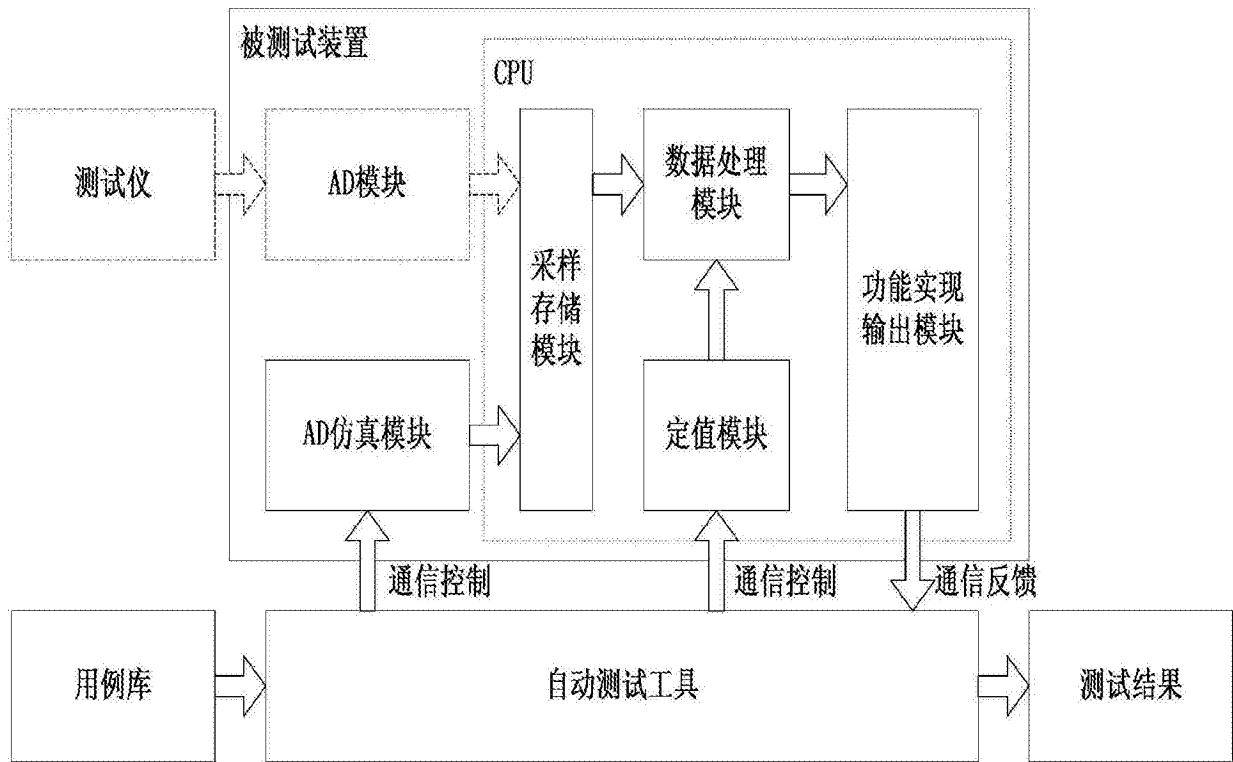 被测试装置
CPU
测试仪
AD模块
数据处理
模块
采样
存储
模块
功能实现
输出模块
AD仿真模块
定值模块
通信控制
通信控制
通信反馈
用例库
自动测试工具
测试结果